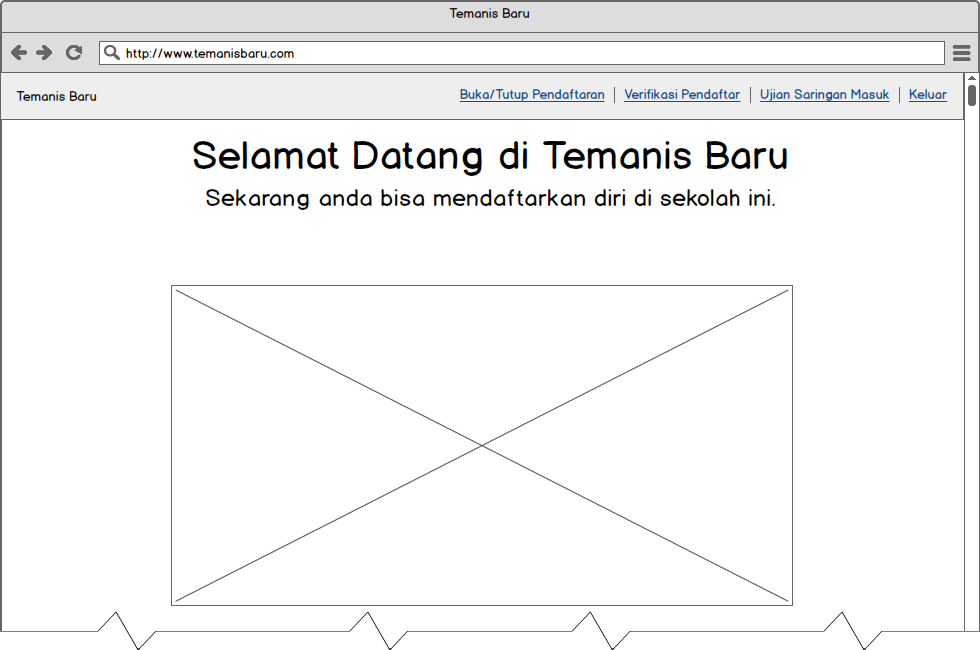 Temanis Baru
http://www.temanisbaru.com
Temanis Baru
Buka/Tutup Pendaftaran | Verifikasi Pendaftar | Ujian Saringan Masuk | Keluar
Selamat Datang di Temanis Baru
Sekarang anda bisa mendaftarkan diri di sekolah ini.